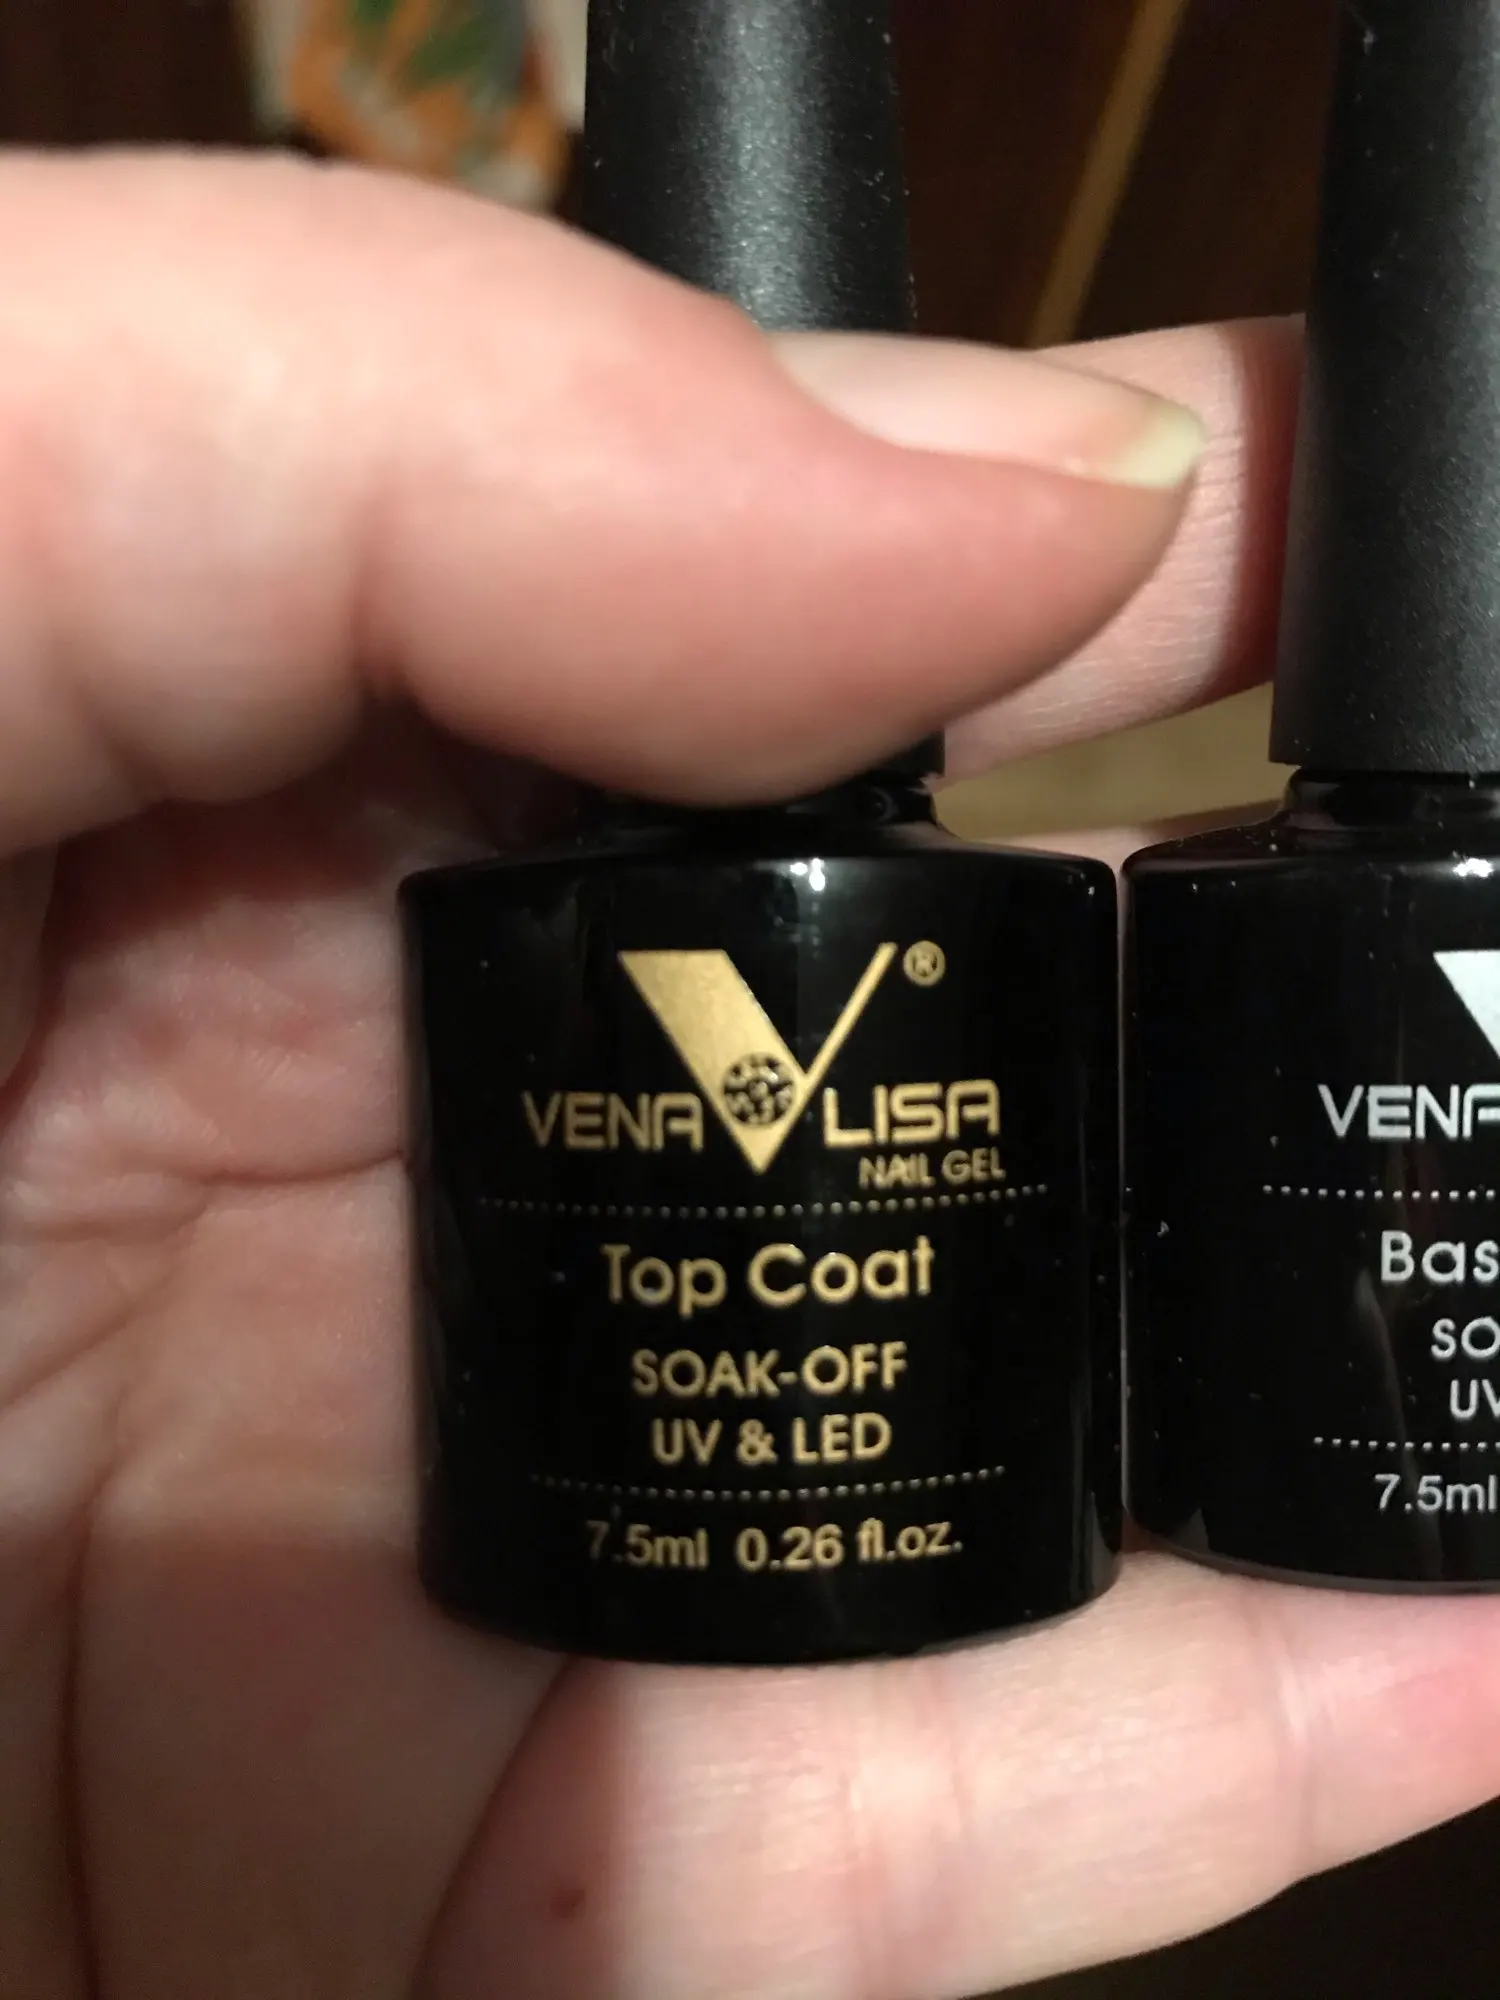 VENA LISA ®
NAIL GEL
Top Coat
SOAK-OFF
UV & LED
7.5ml 0.26 fl.oz.
VENA
Bas
SO
UV
7.5ml